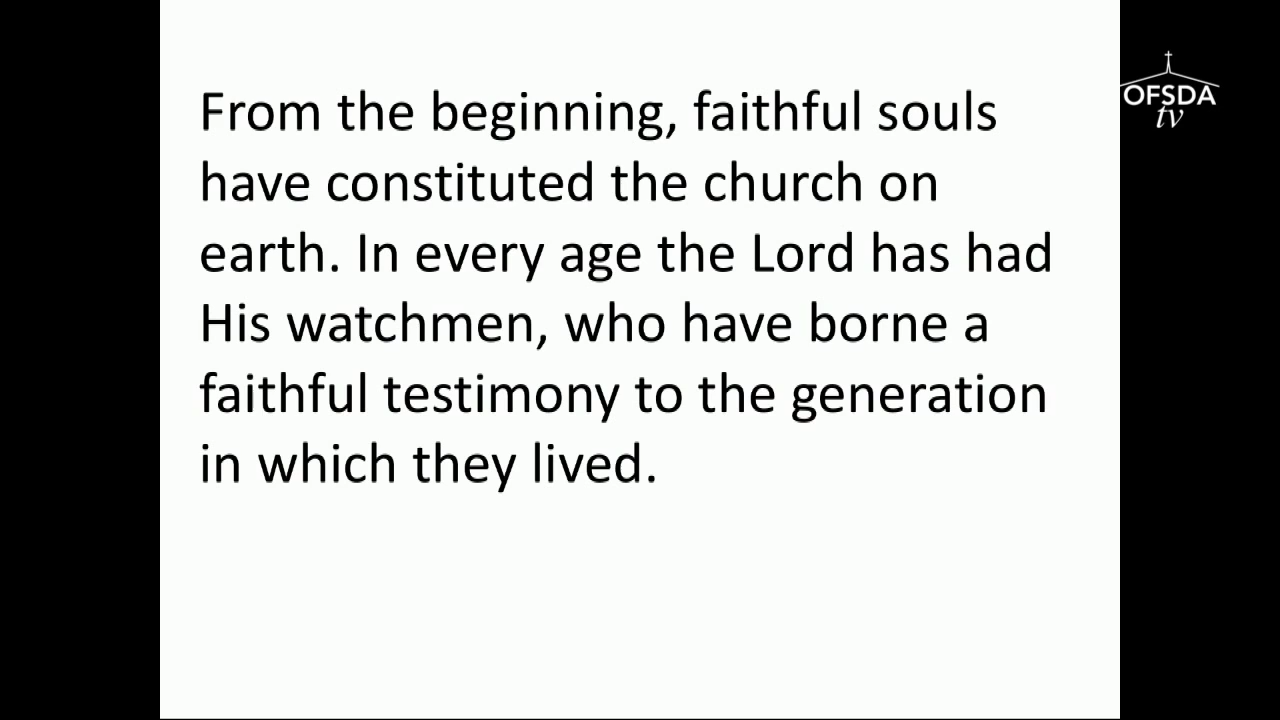 From the beginning, faithful souls
have constituted the church on
earth. In every age the Lord has had
His watchmen, who have borne a
faithful testimony to the generation
in which they lived.
OFSDA
tv